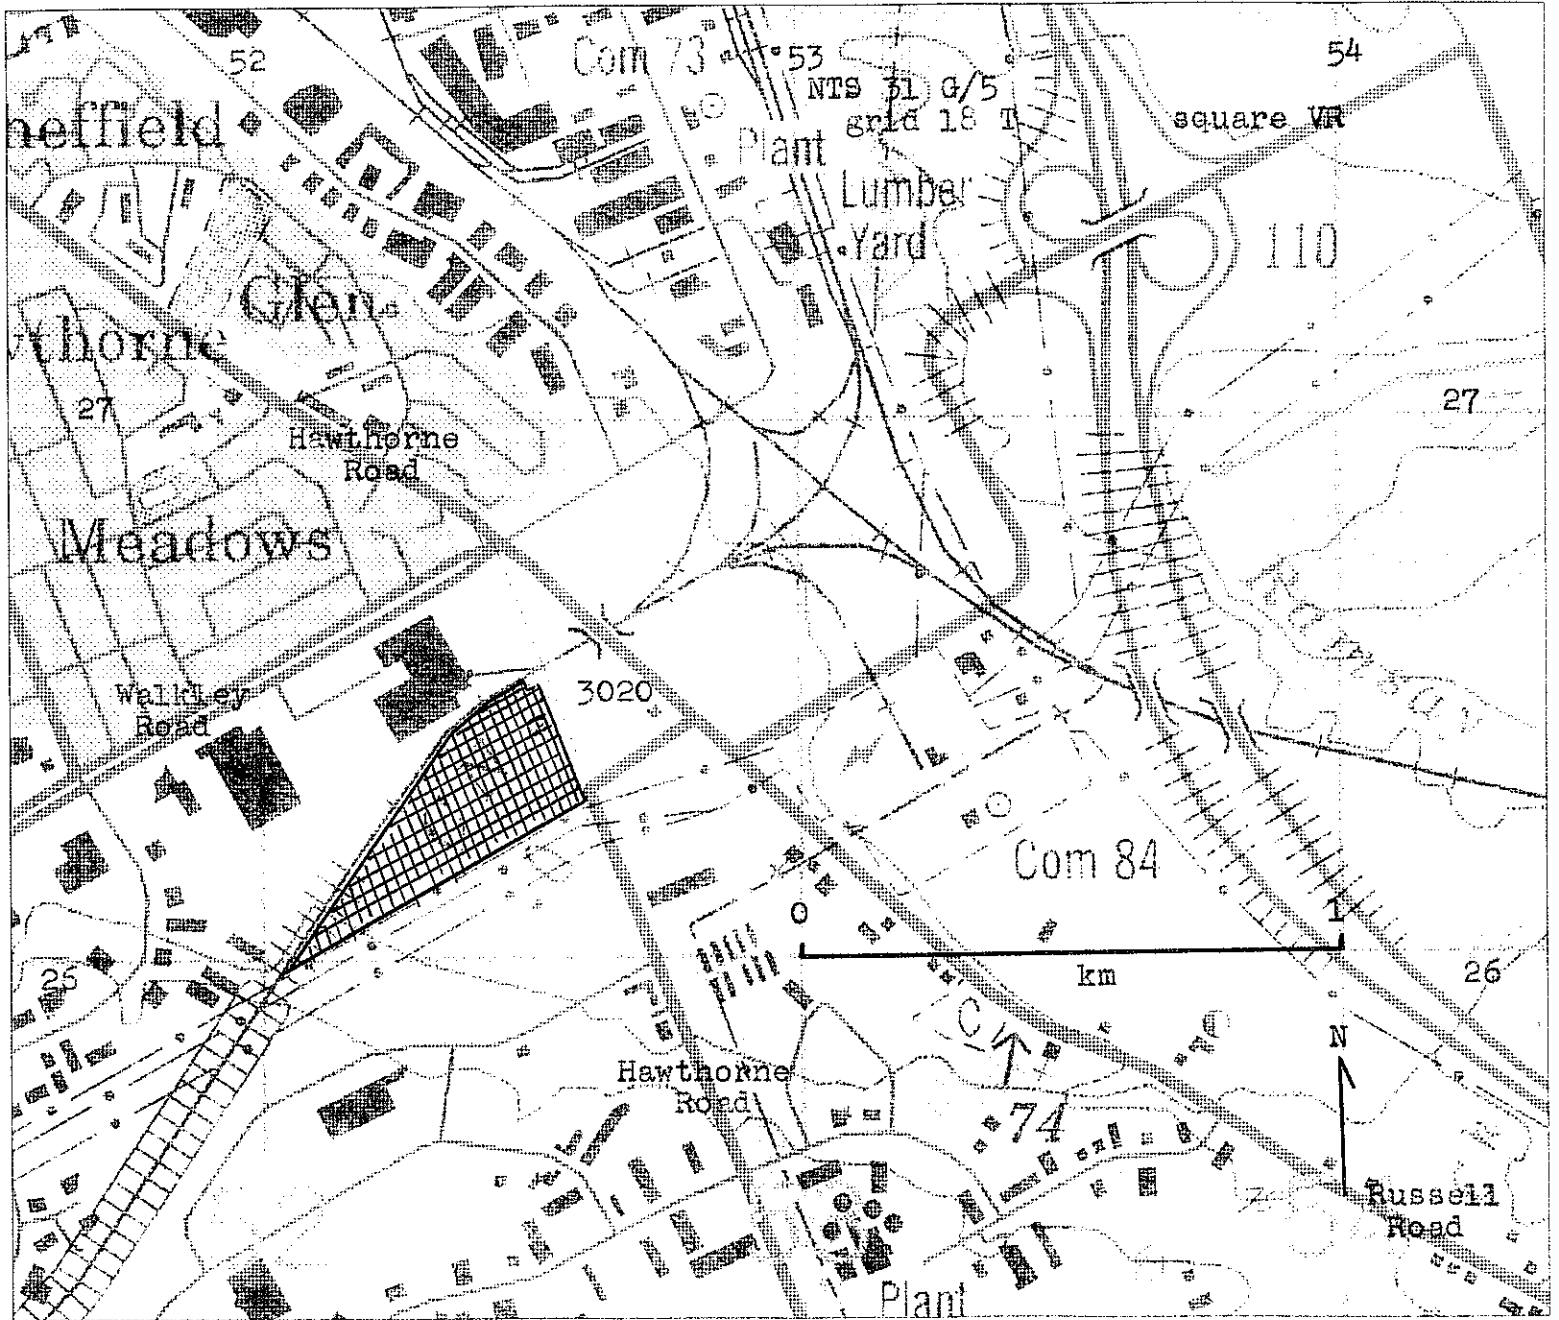 52
Com 73
53
54
NTS 31 G/5
grid 18 T
square VR
heffield
Plant
Lumber
Yard
110
Glen
wthorne
27
27
Hawthorne
Road
Meadows
Ramsay
Walkley
Road
3020
Com 84
0
1
km
25
26
C
N
Hawthorne
Road
74
Russell
Road
Plant